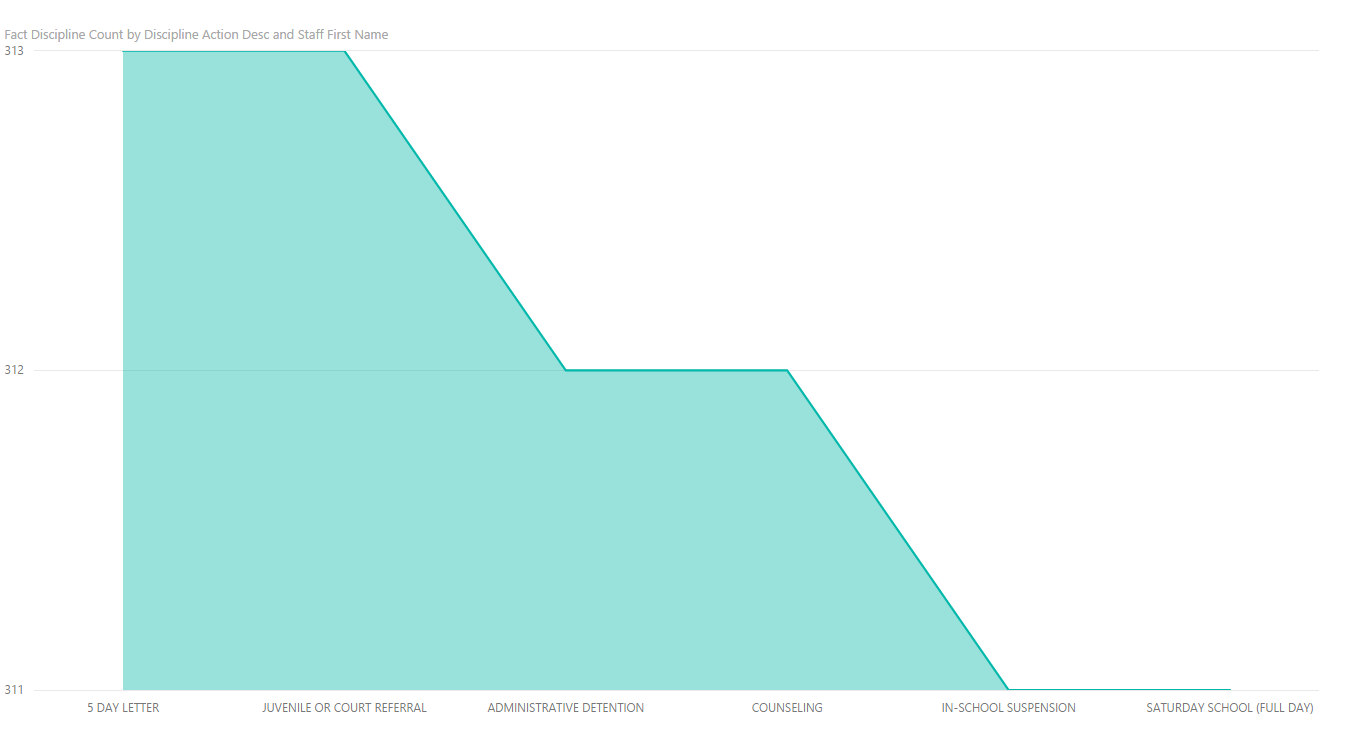 Fact Discipline Count by Discipline Action Desc and Staff First Name
313
312
311
5 DAY LETTER JUVENILE OR COURT REFERRAL ADMINISTRATIVE DETENTION COUNSELING IN-SCHOOL SUSPENSION SATURDAY SCHOOL (FULL DAY)